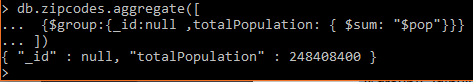 > db.zipcodes.aggregate([
...  {$group:{_id:null ,totalPopulation: { $sum: "$pop"}}}
... ])
{ "_id" : null, "totalPopulation" : 248408400 }
>